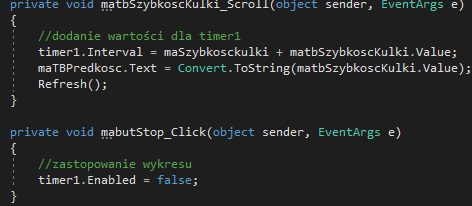 private void matbSzybkoscKulki_Scroll(object sender, EventArgs e)
{
//dodanie wartości dla timer1
timer1.Interval = maSzybkosckulki + matbSzybkoscKulki.Value;
maTBPredkosc.Text = Convert.ToString(matbSzybkoscKulki.Value);
Refresh();
}
private void mabutStop_Click(object sender, EventArgs e)
{
//zastopowanie wykresu
timer1.Enabled = false;
}